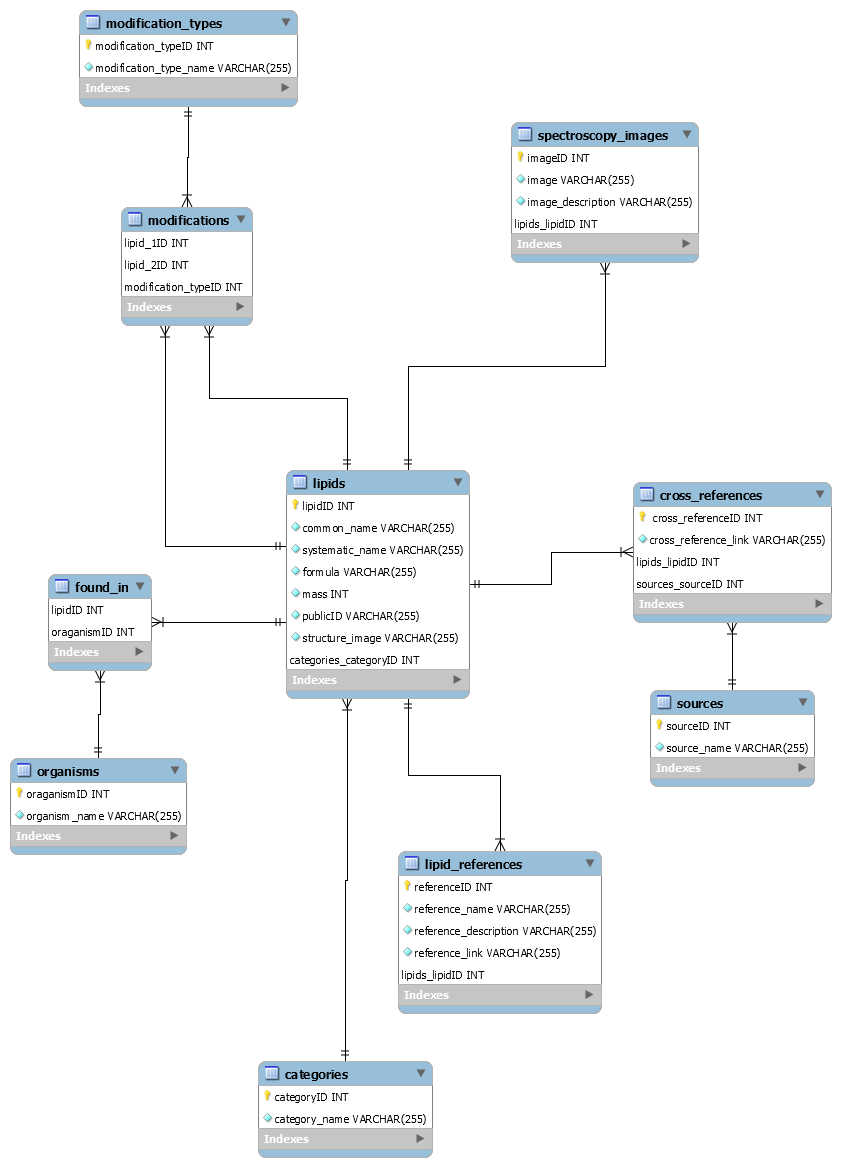 modification_types
modification_typeID INT
modification_type_name VARCHAR(255)
Indexes
spectroscopy_images
imageID INT
image VARCHAR(255)
image_description VARCHAR(255)
lipids_lipidID INT
Indexes
modifications
lipid_1ID INT
lipid_2ID INT
modification_typeID INT
Indexes
lipids
lipidID INT
common_name VARCHAR(255)
systematic_name VARCHAR(255)
formula VARCHAR(255)
mass INT
publicID VARCHAR(255)
structure_image VARCHAR(255)
categories_categoryID INT
Indexes
cross_references
cross_referenceID INT
cross_reference_link VARCHAR(255)
lipids_lipidID INT
sources_sourceID INT
Indexes
found_in
lipidID INT
oraganismID INT
Indexes
sources
sourceID INT
source_name VARCHAR(255)
Indexes
organisms
oraganismID INT
organism_name VARCHAR(255)
Indexes
lipid_references
referenceID INT
reference_name VARCHAR(255)
reference_description VARCHAR(255)
reference_link VARCHAR(255)
lipids_lipidID INT
Indexes
categories
categoryID INT
category_name VARCHAR(255)
Indexes